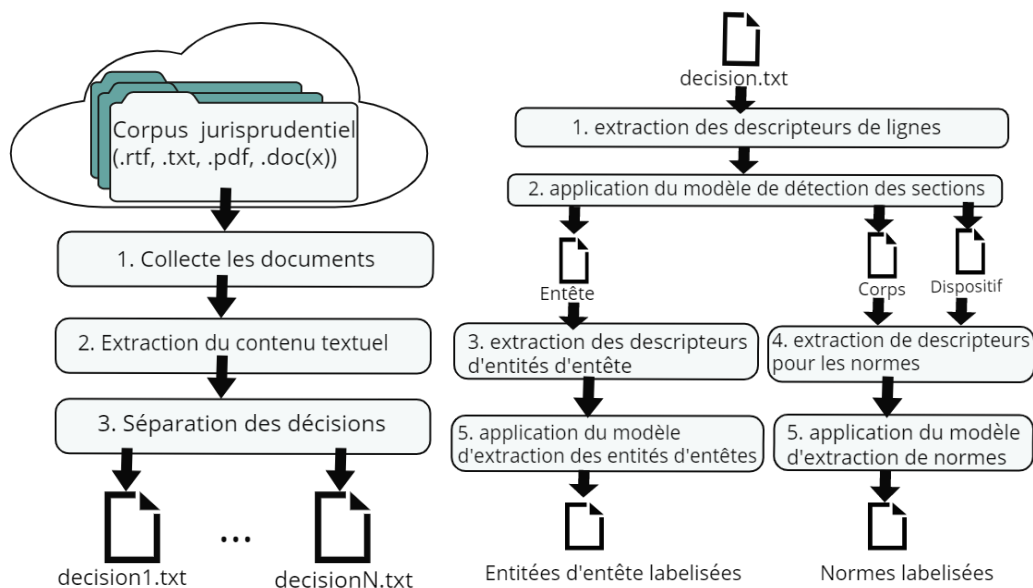 Corpus jurisprudentiel
(.rtf, .txt, .pdf, .doc(x))
1. Collecte les documents
2. Extraction du contenu textuel
3. Séparation des décisions
...
decision1.txt
decisionN.txt
decision.txt
1. extraction des descripteurs de lignes
2. application du modèle de détection des sections
Entête
Corps
Dispositif
3. extraction des descripteurs
d'entités d'entête
4. extraction de descripteurs
pour les normes
5. application du modèle
d'extraction des entités d'entêtes
5. application du modèle
d'extraction de normes
Entitées d'entête labelisées
Normes labelisées